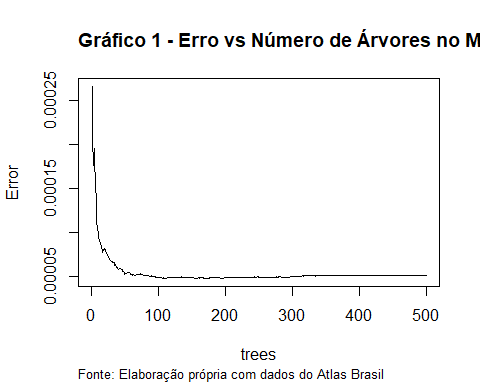 Gráfico 1 - Erro vs Número de Árvores no M
0.00025
0.00015
0.00005
Error
0
100
200
300
400
500
trees
Fonte: Elaboração própria com dados do Atlas Brasil